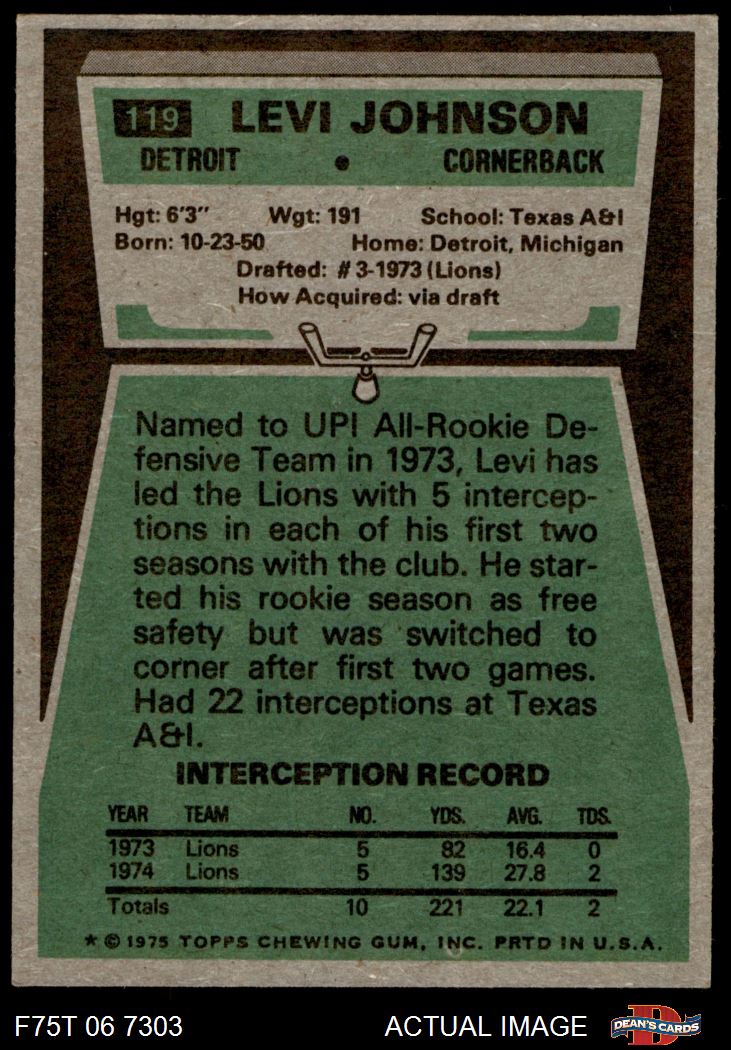 119 LEVI JOHNSON
DETROIT • CORNERBACK
Hgt: 6'3" Wgt: 191 School: Texas A&I
Born: 10-23-50 Home: Detroit, Michigan
Drafted: #3-1973 (Lions)
How Acquired: via draft
Named to UPI All-Rookie De-
fensive Team in 1973, Levi has
led the Lions with 5 intercep-
tions in each of his first two
seasons with the club. He star-
ted his rookie season as free
safety but was switched to
corner after first two games.
Had 22 interceptions at Texas
A&I.
INTERCEPTION RECORD
YEAR TEAM NO. YDS. AVG. TDS.
1973 Lions 5 82 16.4 0
1974 Lions 5 139 27.8 2
Totals 10 221 22.1 2
* © 1975 TOPPS CHEWING GUM, INC. PRTD IN U.S.A.
F75T 06 7303 ACTUAL IMAGE D DEAN'S CARDS